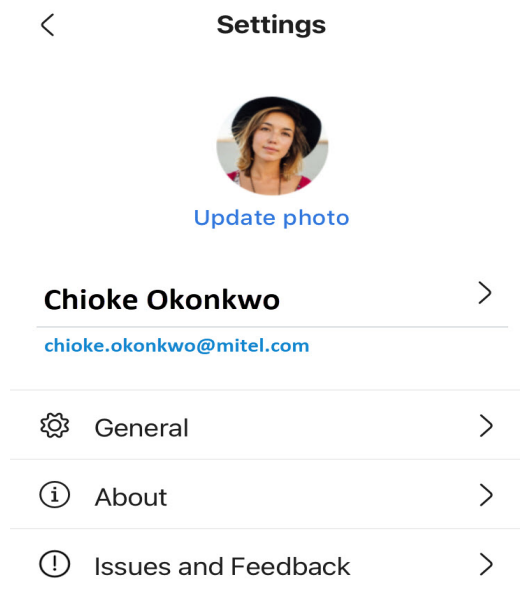 Settings
Update photo
Chioke Okonkwo
chioke.okonkwo@mitel.com
General
About
Issues and Feedback